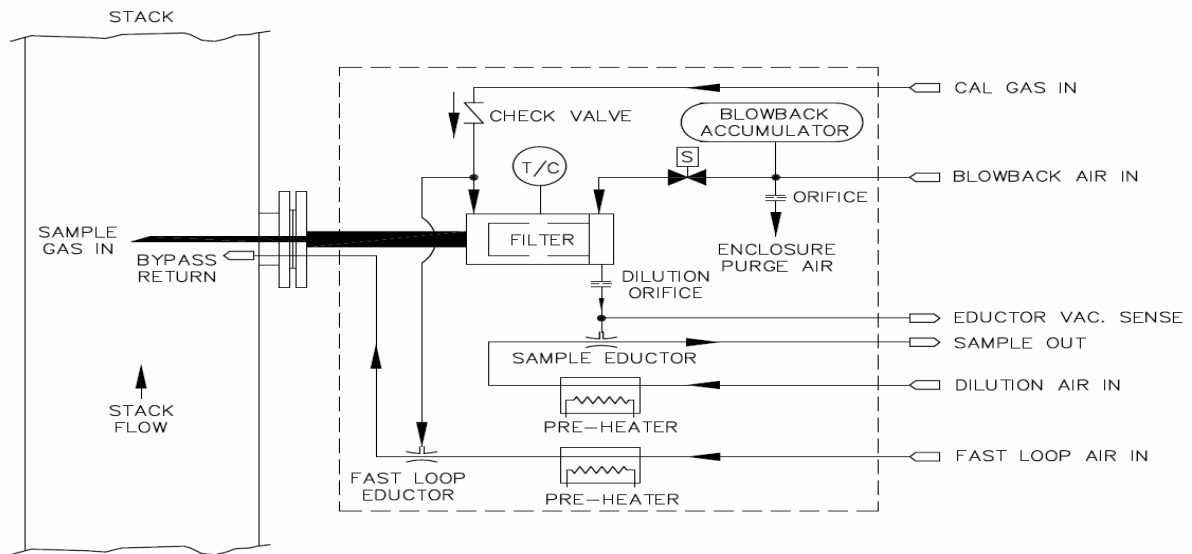 STACK
CAL GAS IN
CHECK VALVE
BLOWBACK
ACCUMULATOR
T/C
S
BLOWBACK AIR IN
ORIFICE
SAMPLE
GAS IN
FILTER
ENCLOSURE
PURGE AIR
BYPASS
RETURN
DILUTION
ORIFICE
EDUCTOR VAC. SENSE
SAMPLE OUT
SAMPLE EDUCTOR
DILUTION AIR IN
STACK
FLOW
PRE-HEATER
FAST LOOP AIR IN
FAST LOOP
EDUCTOR
PRE-HEATER